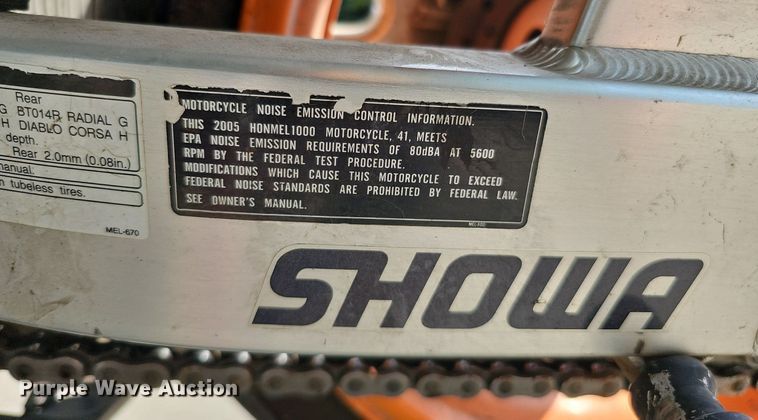 Rear
G BT014R RADIAL G
H DIABLO CORSA H
depth.
Rear 2.0mm (0.08in.)
manual.
tubeless tires.
MEL-670
MOTORCYCLE NOISE EMISSION CONTROL INFORMATION.
THIS 2005 HONMEL1000 MOTORCYCLE, 41, MEETS
EPA NOISE EMISSION REQUIREMENTS OF 80dBA AT 5600
RPM BY THE FEDERAL TEST PROCEDURE.
MODIFICATIONS WHICH CAUSE THIS MOTORCYCLE TO EXCEED
FEDERAL NOISE STANDARDS ARE PROHIBITED BY FEDERAL LAW.
SEE OWNER'S MANUAL.
SHOWA
Purple Wave Auction